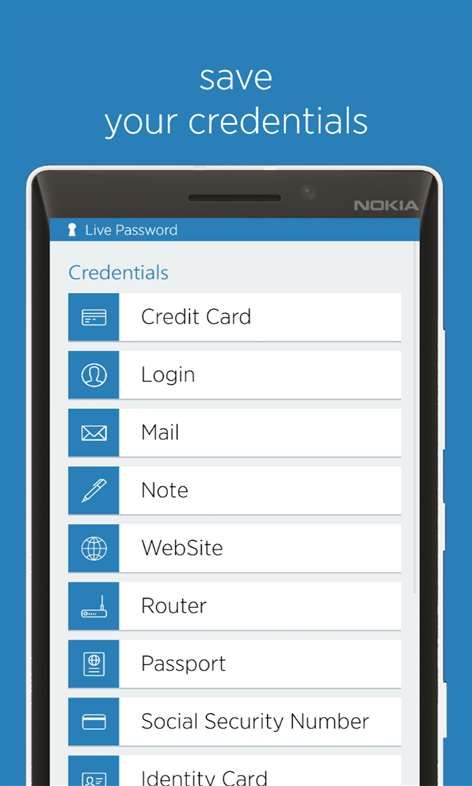 save
your credentials
NOKIA
Live Password
Credentials
Credit Card
Login
Mail
Note
WebSite
Router
Passport
Social Security Number
Identity Card